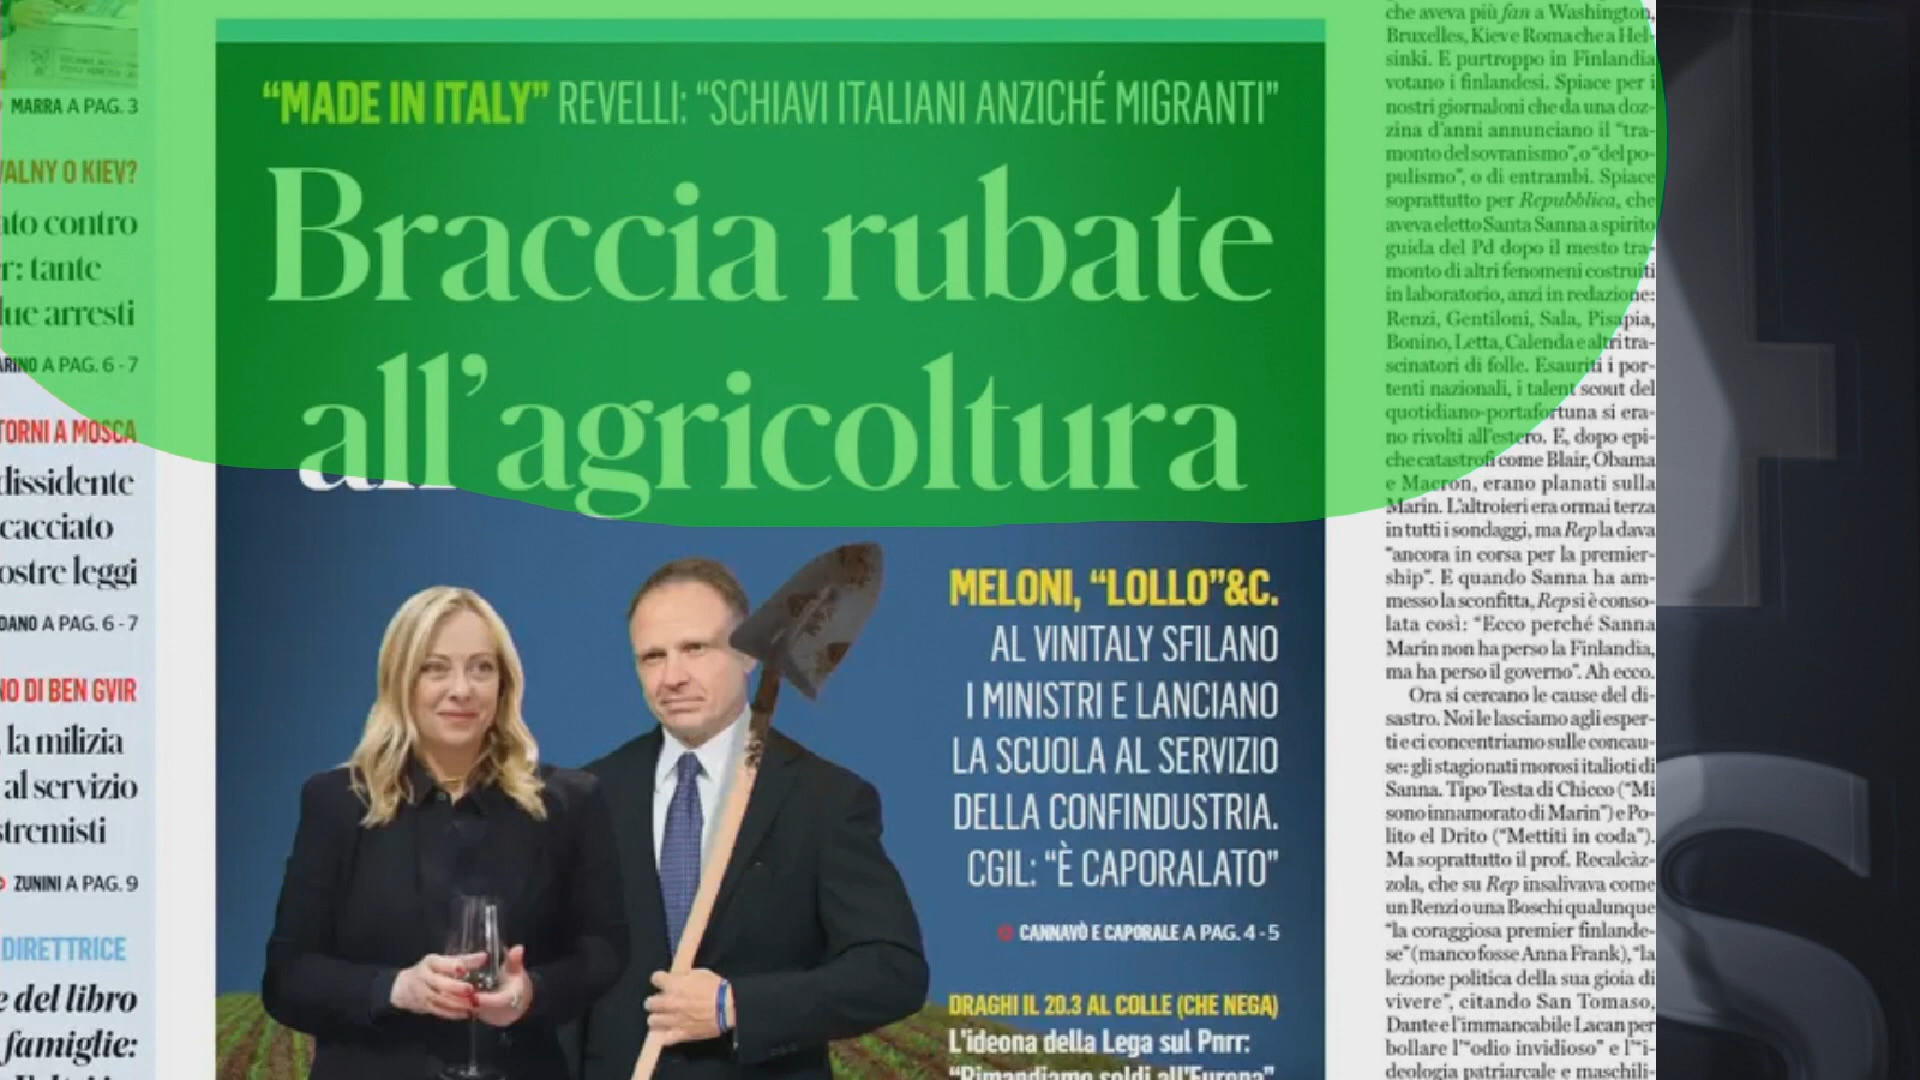 MARRA A PAG. 3
VALNY O KIEV?
ato contro
r: tante
due arresti
ARINO A PAG. 6 - 7
TORNI A MOSCA
dissidente
cacciato
ostre leggi
DANO A PAG. 6 - 7
NO DI BEN GVIR
la milizia
al servizio
stremisti
ZUNINI A PAG. 9
DIRETTRICE
e del libro
famiglie:
“MADE IN ITALY” REVELLI: “SCHIAVI ITALIANI ANZICHÉ MIGRANTI”
Braccia rubate
all’agricoltura
MELONI, “LOLLO”&C.
AL VINITALY SFILANO
I MINISTRI E LANCIANO
LA SCUOLA AL SERVIZIO
DELLA CONFINDUSTRIA.
CGIL: “È CAPORALATO”
CANNAVÒ E CAPORALE A PAG. 4 - 5
DRAGHI IL 20.3 AL COLLE (CHE NEGA)
L’ideona della Lega sul Pnrr:
“Rimandiamo soldi all’Europa”
che aveva più fan a Washington,
Bruxelles, Kiev e Roma che a Hel-
sinki. E purtroppo in Finlandia
votano i finlandesi. Spiace per i
nostri giornaloni che da una doz-
zina d’anni annunciano il “tra-
monto del sovranismo”, o “del po-
pulismo”, o di entrambi. Spiace
soprattutto per Repubblica, che
aveva eletto Santa Sanna a spirito
guida del Pd dopo il mesto tra-
monto di altri fenomeni costruiti
in laboratorio, anzi in redazione:
Renzi, Gentiloni, Sala, Pisapia,
Bonino, Letta, Calenda e altri tra-
scinatori di folle. Esauriti i por-
tenti nazionali, i talent scout del
quotidiano-portafortuna si era-
no rivolti all’estero. E, dopo epi-
che catastrofi come Blair, Obama
e Macron, erano planati sulla
Marin. L’altroieri era ormai terza
in tutti i sondaggi, ma Rep la dava
“ancora in corsa per la premier-
ship”. E quando Sanna ha am-
messo la sconfitta, Rep si è conso-
lata così: “Ecco perché Sanna
Marin non ha perso la Finlandia,
ma ha perso il governo”. Ah ecco.
Ora si cercano le cause del di-
sastro. Noi le lasciamo agli esper-
ti e ci concentriamo sulle concau-
se: gli stagionati morosi italioti di
Sanna. Tipo Testa di Chicco (“Mi
sono innamorato di Marin”) e Po-
lito el Drito (“Mettiti in coda”).
Ma soprattutto il prof. Recalcàz-
zola, che su Rep insalivava come
un Renzi o una Boschi qualunque
“la coraggiosa premier finlande-
se” (manco fosse Anna Frank), “la
lezione politica della sua gioia di
vivere”, citando San Tomaso,
Dante e l’immancabile Lacan per
bollare l’“odio invidioso” e l’“i-
deologia patriarcale e maschili-